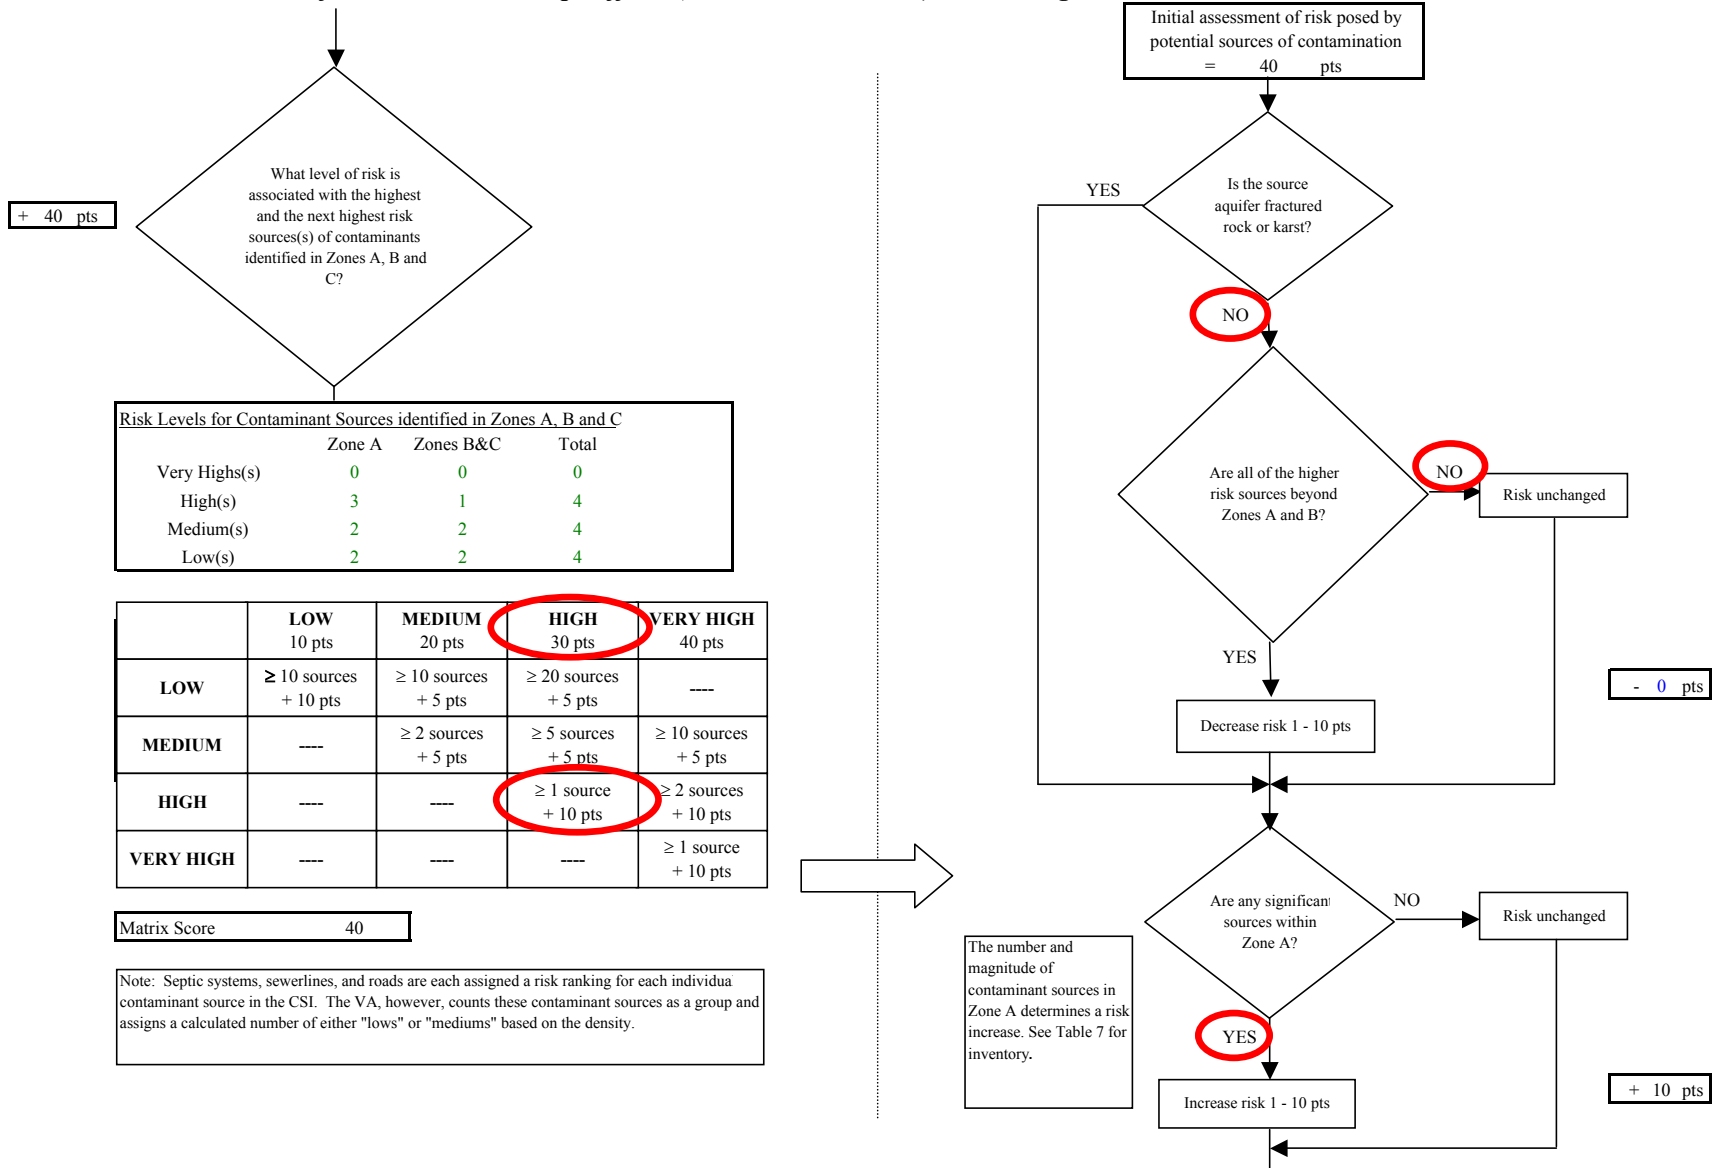 + 40 pts
What level of risk is
associated with the highest
and the next highest risk
sources(s) of contaminants
identified in Zones A, B and
C?
Risk Levels for Contaminant Sources identified in Zones A, B and C
Zone A Zones B&C Total
Very Highs(s) 0 0 0
High(s) 3 1 4
Medium(s) 2 2 4
Low(s) 2 2 4
LOW MEDIUM HIGH VERY HIGH
10 pts 20 pts 30 pts 40 pts
LOW ≥ 10 sources ≥ 10 sources ≥ 20 sources ----
+ 10 pts + 5 pts + 5 pts
MEDIUM ---- ≥ 2 sources ≥ 5 sources ≥ 10 sources
+ 5 pts + 5 pts + 5 pts
HIGH ---- ---- ≥ 1 source ≥ 2 sources
+ 10 pts + 10 pts
VERY HIGH ---- ---- ---- ≥ 1 source
+ 10 pts
Matrix Score 40
Note: Septic systems, sewerlines, and roads are each assigned a risk ranking for each individua
contaminant source in the CSI. The VA, however, counts these contaminant sources as a group and
assigns a calculated number of either "lows" or "mediums" based on the density.
Initial assessment of risk posed by
potential sources of contamination
= 40 pts
YES
Is the source
aquifer fractured
rock or karst?
NO
Are all of the higher
risk sources beyond
Zones A and B?
NO
Risk unchanged
YES
- 0 pts
Decrease risk 1 - 10 pts
Are any significant
sources within
Zone A?
NO
Risk unchanged
The number and
magnitude of
contaminant sources in
Zone A determines a risk
increase. See Table 7 for
inventory.
YES
+ 10 pts
Increase risk 1 - 10 pts